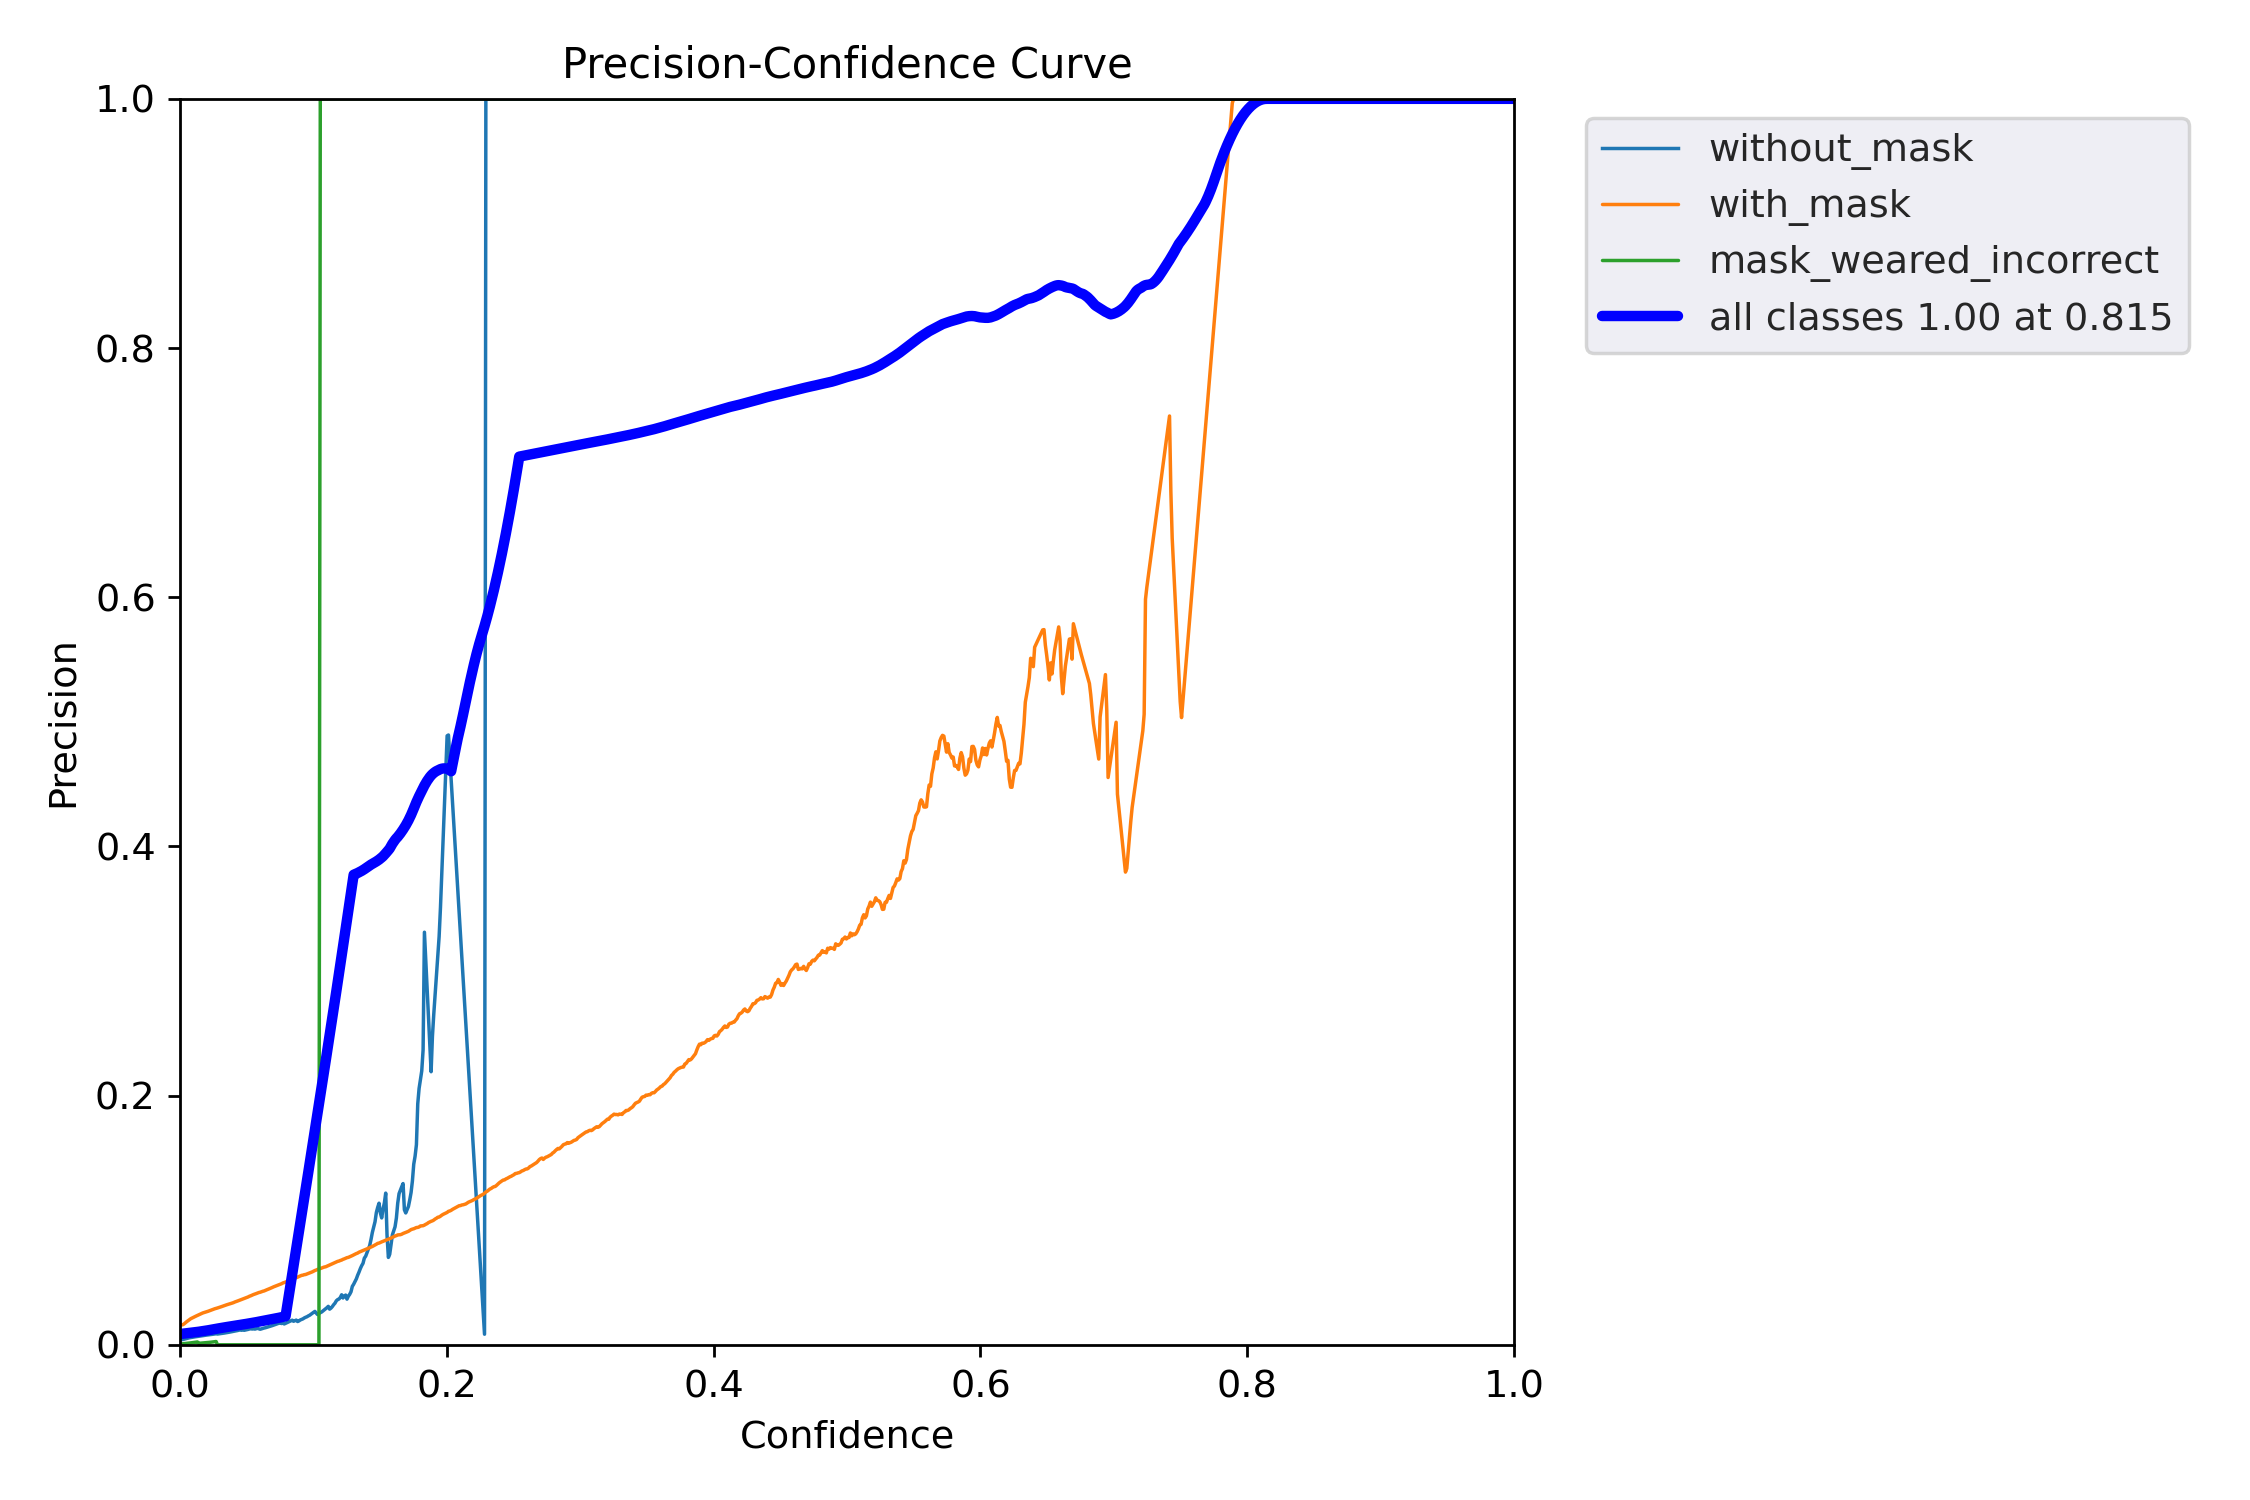 Precision-Confidence Curve
1.0
0.8
0.6
0.4
0.2
0.0
Precision
0.0 0.2 0.4 0.6 0.8 1.0
Confidence
without_mask
with_mask
mask_weared_incorrect
all classes 1.00 at 0.815